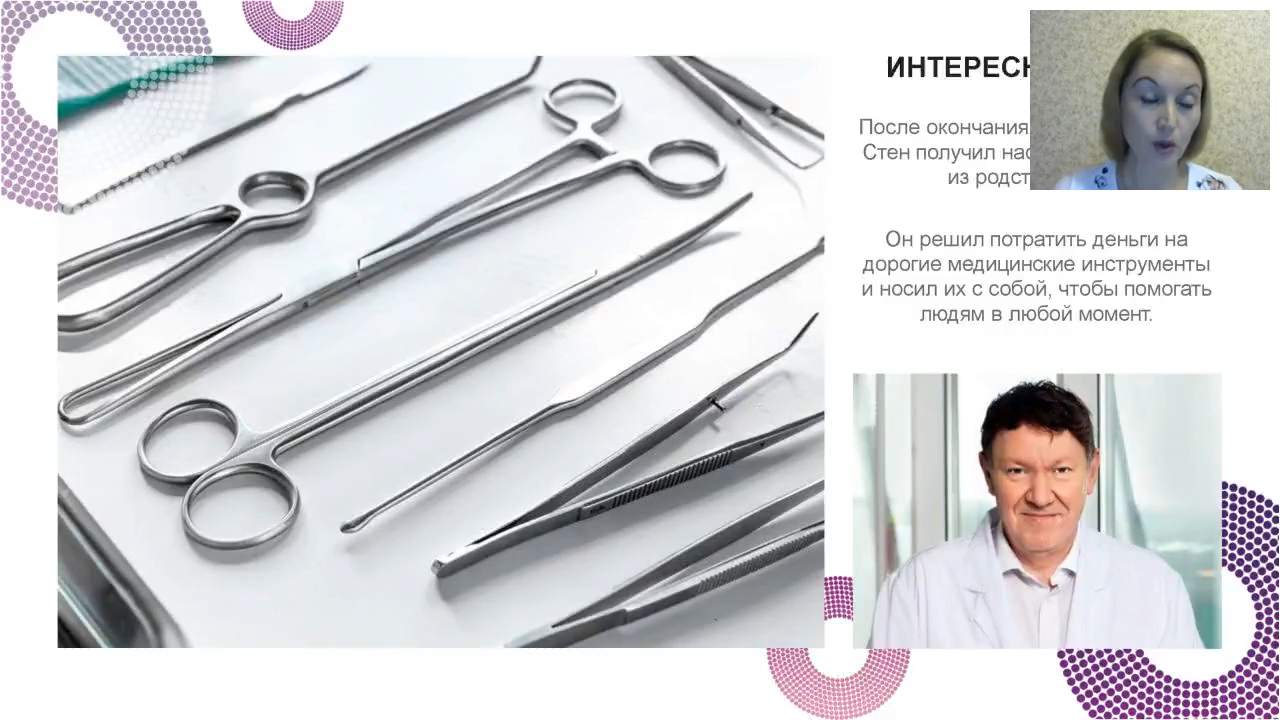 ИНТЕРЕСН
После окончания
Стен получил нас
из родст
Он решил потратить деньги на
дорогие медицинские инструменты
и носил их с собой, чтобы помогать
людям в любой момент.